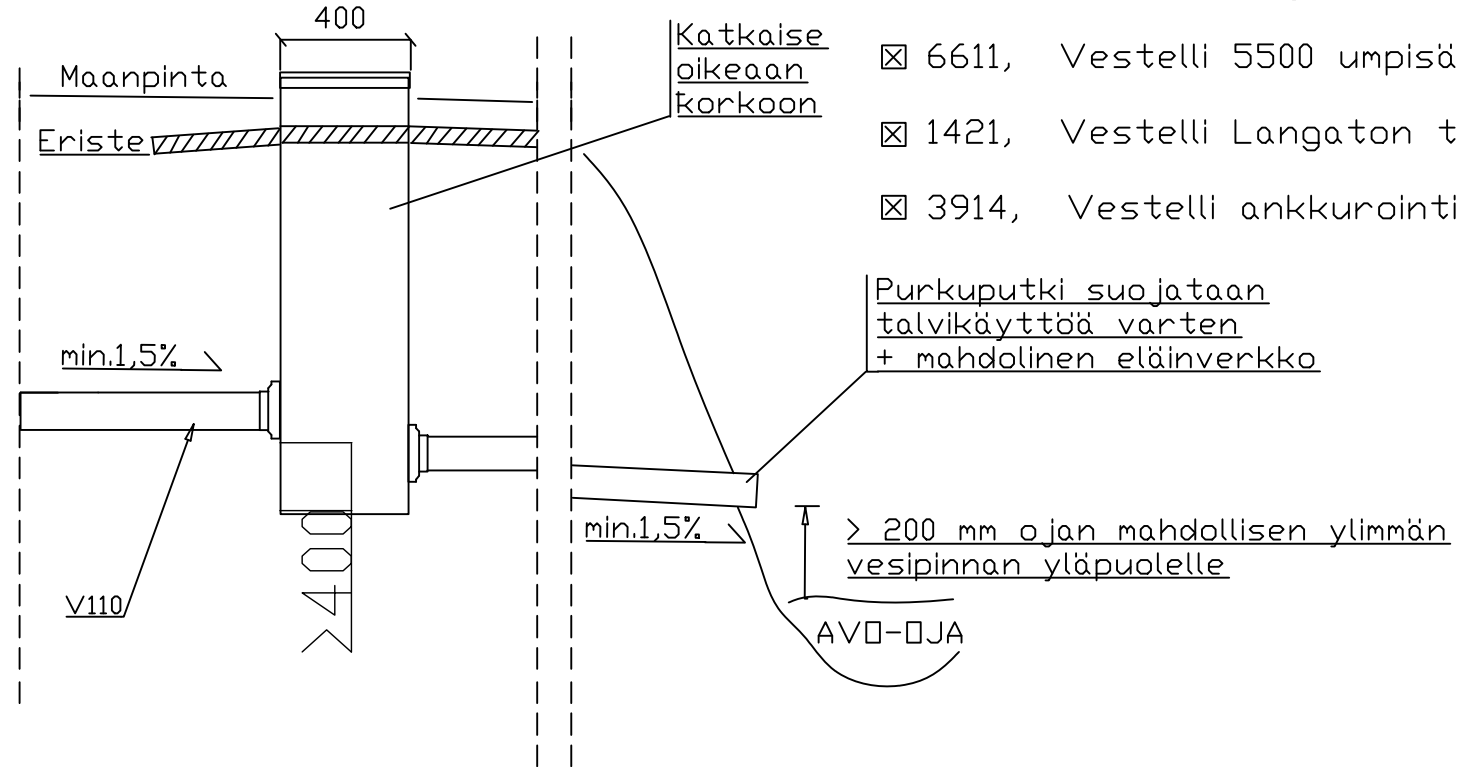 400
Katkaise
oikeaan
korkoon
☒ 6611, Vestelli 5500 umpisä
Maanpinta
Eriste
☒ 1421, Vestelli Langaton t
☒ 3914, Vestelli ankkurointi
Purkuputki suojataan
talvikäyttöä varten
+ mahdolinen eläinverkko
min.1,5%
min.1,5%
> 200 mm ojan mahdollisen ylimmän
vesipinnan yläpuolelle
V110
>400
AVO-OJA